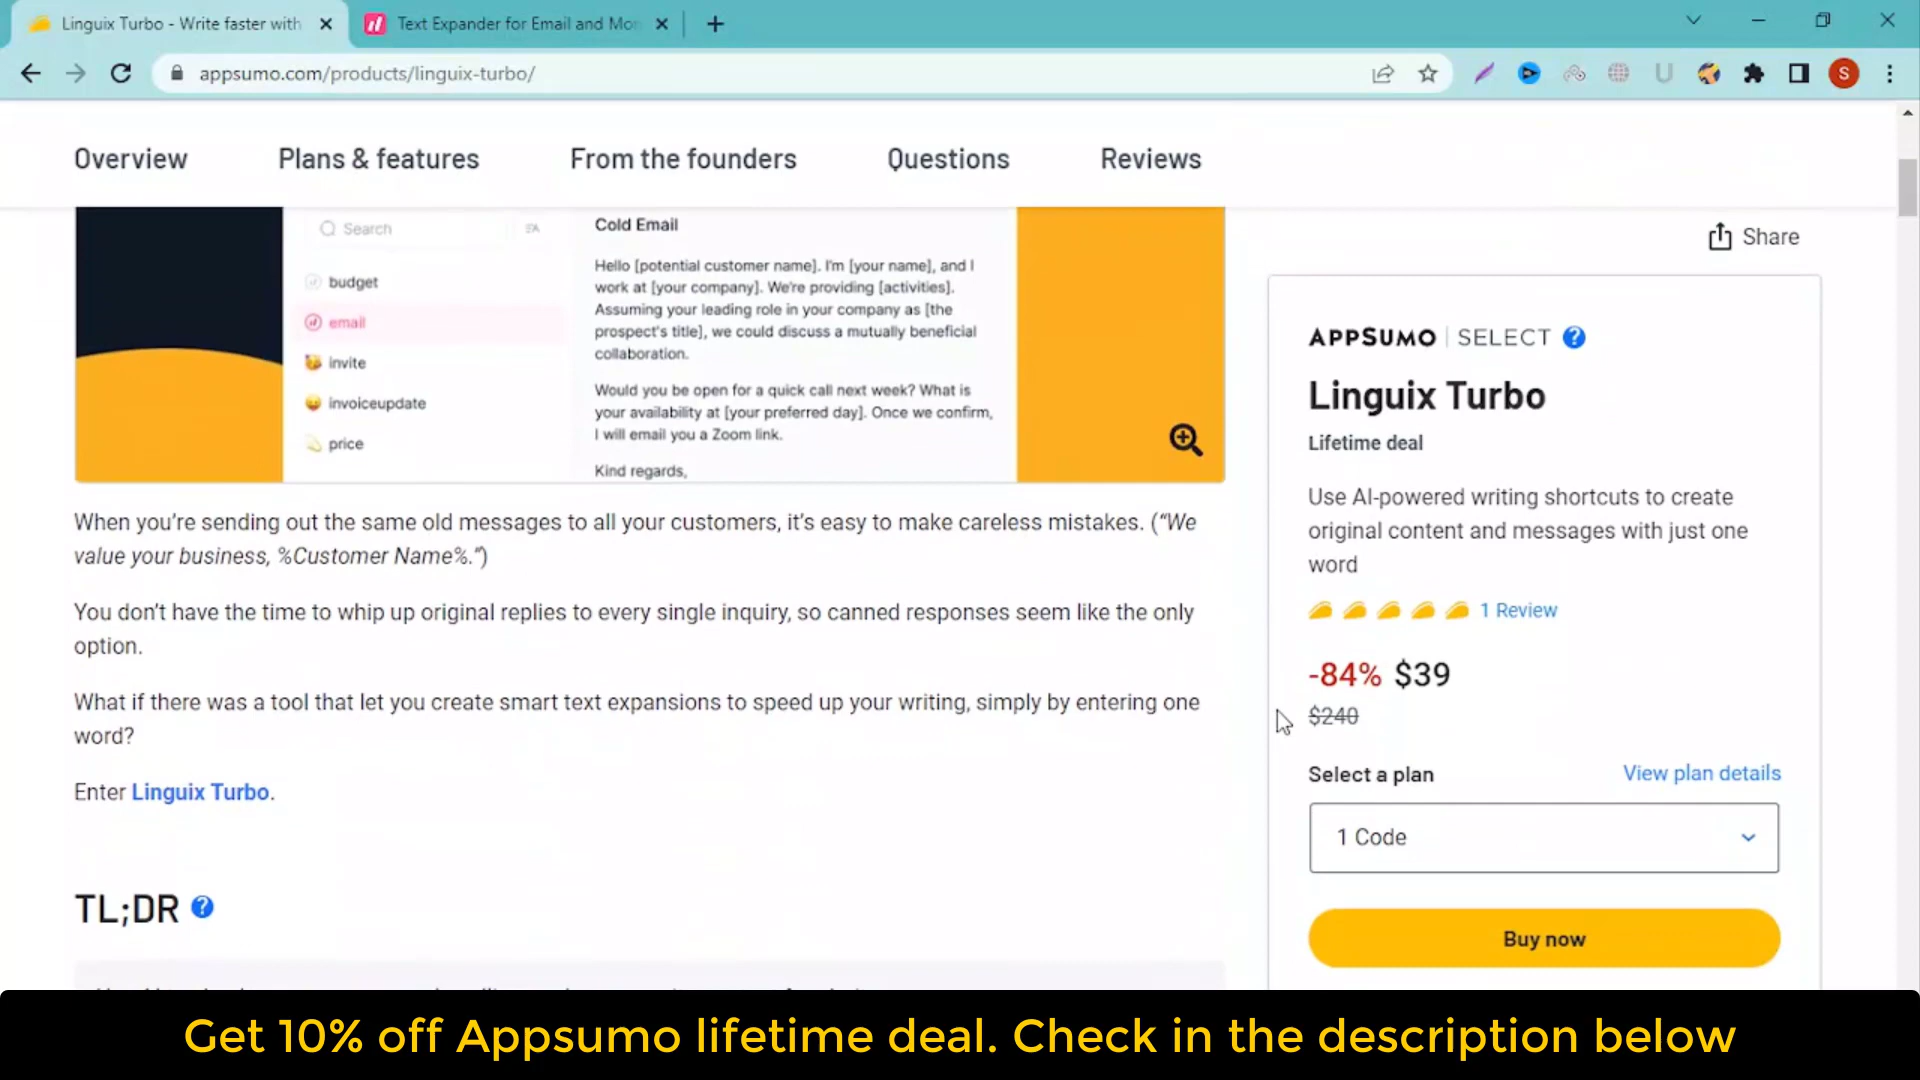 Linguix Turbo - Write faster with
Text Expander for Email and Mor
appsumo.com/products/linguix-turbo/
S
Overview
Plans & features
From the founders
Questions
Reviews
Search
budget
email
invite
invoiceupdate
price
Cold Email
Hello [potential customer name]. I'm [your name], and I
work at [your company]. We're providing [activities].
Assuming your leading role in your company as [the
prospect's title], we could discuss a mutually beneficial
collaboration.
Would you be open for a quick call next week? What is
your availability at [your preferred day]. Once we confirm,
I will email you a Zoom link.
Kind regards,
When you're sending out the same old messages to all your customers, it's easy to make careless mistakes. (“We
value your business, %Customer Name%.”)
You don't have the time to whip up original replies to every single inquiry, so canned responses seem like the only
option.
What if there was a tool that let you create smart text expansions to speed up your writing, simply by entering one
word?
Enter Linguix Turbo.
TL;DR ?
Share
APPSUMO | SELECT ?
Linguix Turbo
Lifetime deal
Use AI-powered writing shortcuts to create
original content and messages with just one
word
1 Review
-84% $39
$240
Select a plan
View plan details
1 Code
Buy now
Get 10% off Appsumo lifetime deal. Check in the description below